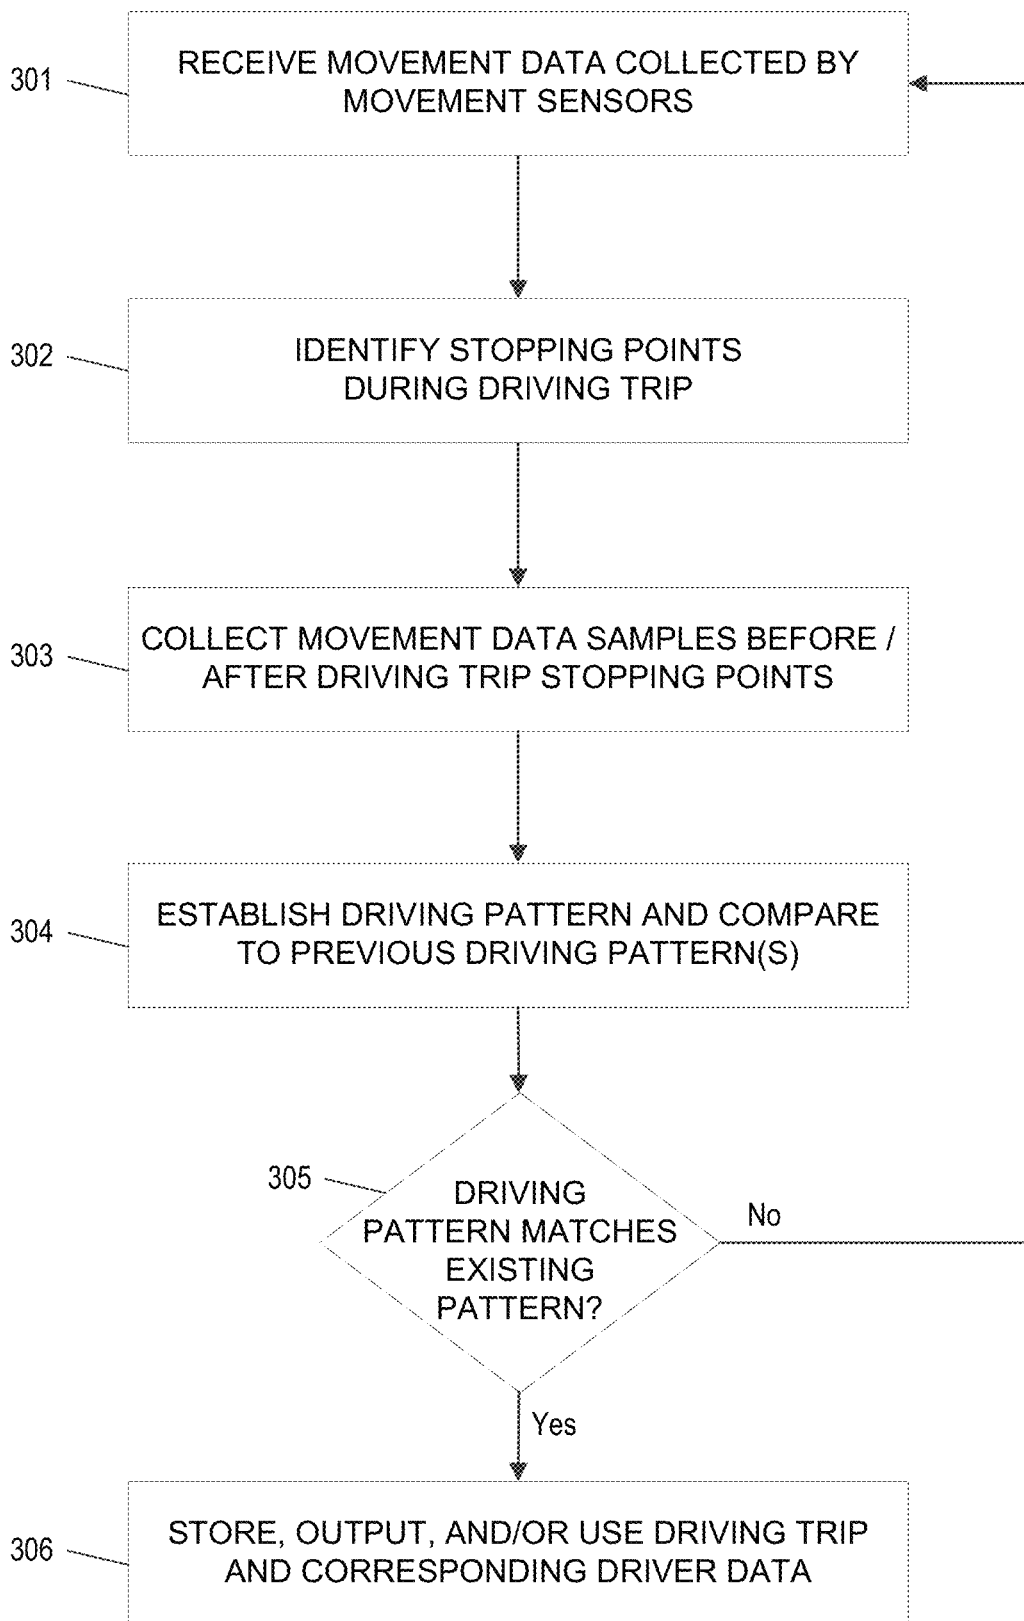 301
RECEIVE MOVEMENT DATA COLLECTED BY
MOVEMENT SENSORS
302
IDENTIFY STOPPING POINTS
DURING DRIVING TRIP
303
COLLECT MOVEMENT DATA SAMPLES BEFORE /
AFTER DRIVING TRIP STOPPING POINTS
304
ESTABLISH DRIVING PATTERN AND COMPARE
TO PREVIOUS DRIVING PATTERN(S)
305
DRIVING
PATTERN MATCHES
EXISTING
PATTERN?
No
Yes
306
STORE, OUTPUT, AND/OR USE DRIVING TRIP
AND CORRESPONDING DRIVER DATA